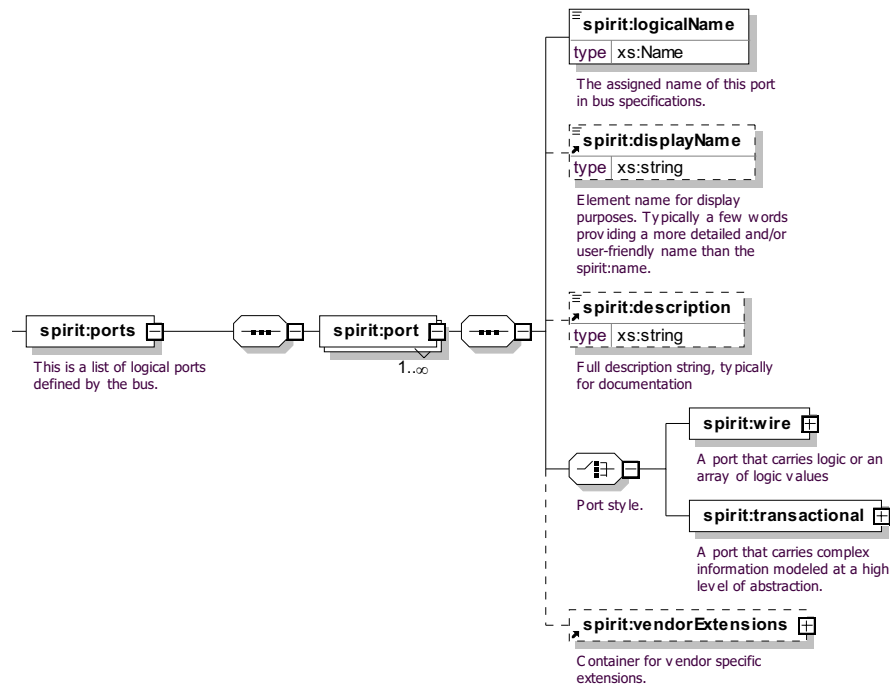 spirit:logicalName
type xs:Name
The assigned name of this port
in bus specifications.
spirit:displayName
type xs:string
Element name for display
purposes. Typically a few words
providing a more detailed and/or
user-friendly name than the
spirit:name.
spirit:ports
This is a list of logical ports
defined by the bus.
spirit:port
1..∞
spirit:description
type xs:string
Full description string, typically
for documentation
Port style.
spirit:wire
A port that carries logic or an
array of logic values
spirit:transactional
A port that carries complex
information modeled at a high
level of abstraction.
spirit:vendorExtensions
Container for vendor specific
extensions.